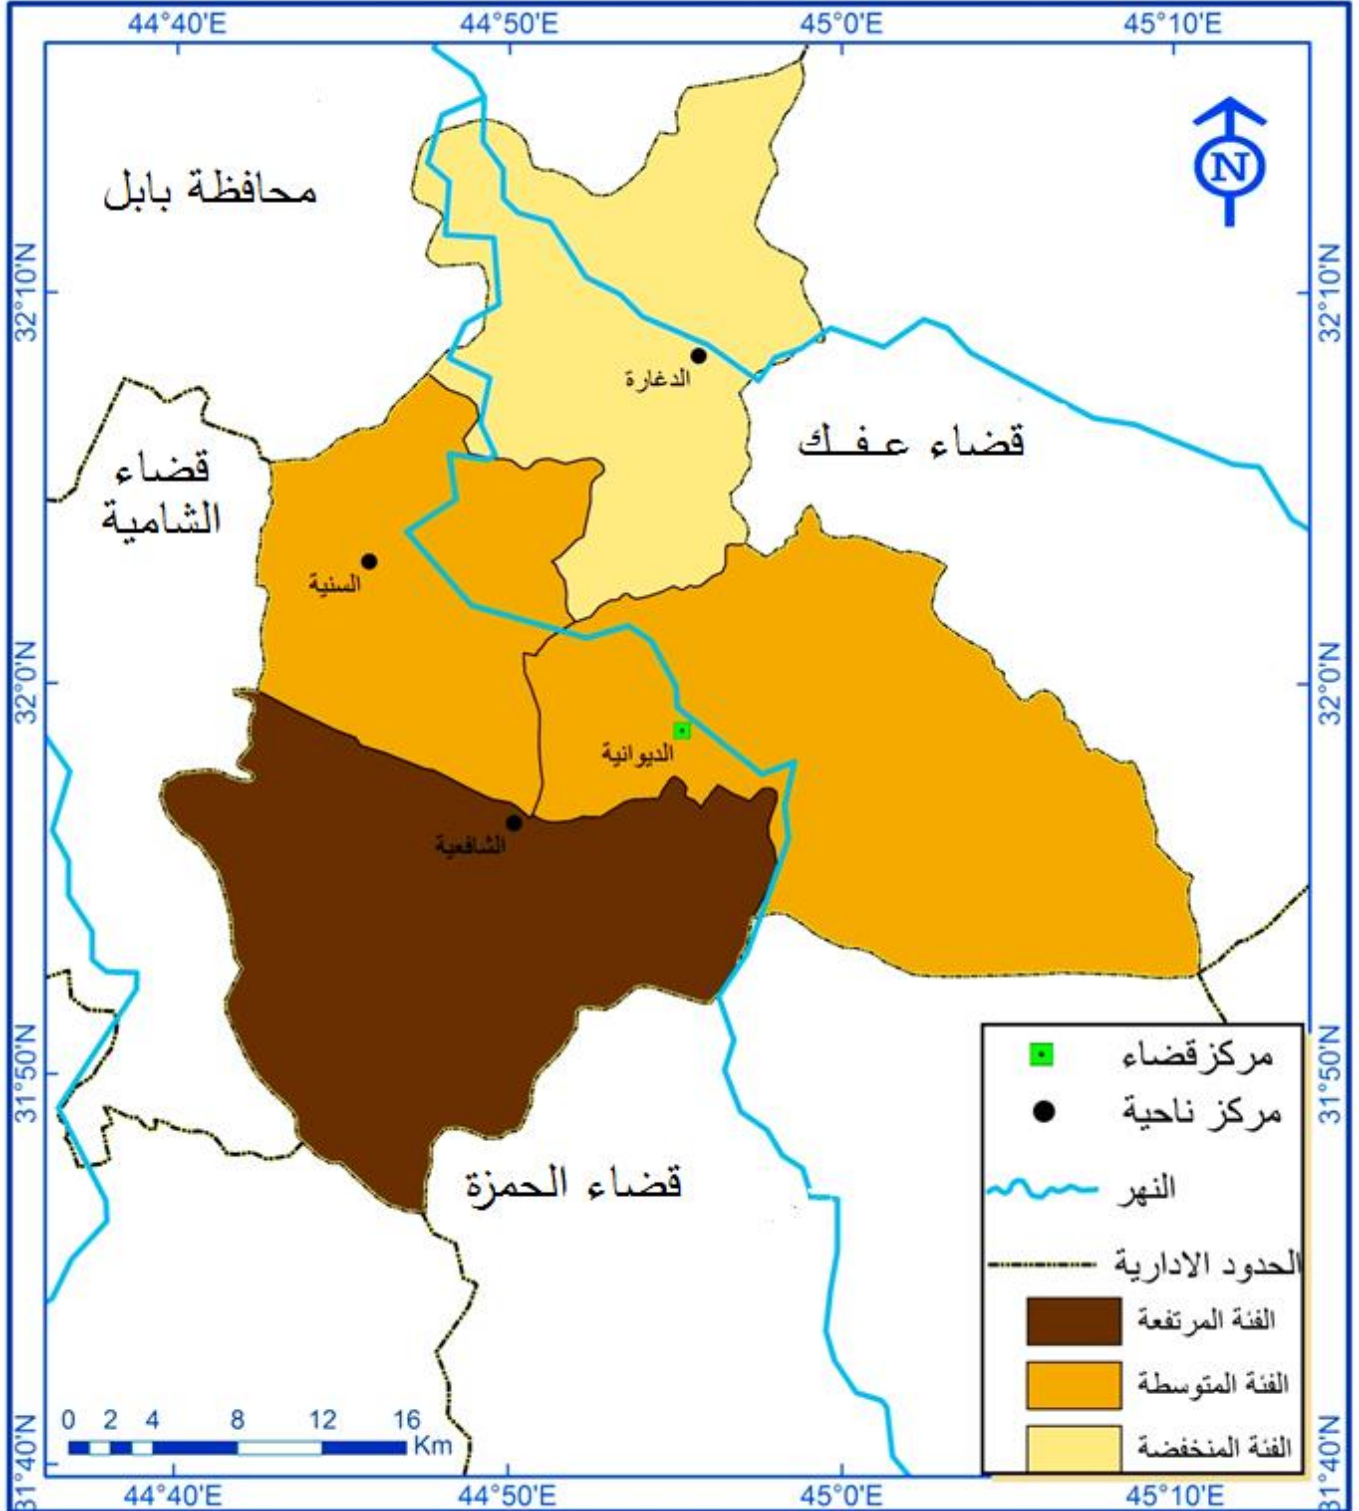 44°40'E 44°50'E 45°0'E 45°10'E
N
محافظة بابل
32°10'N 32°10'N
الدغارة
قضاء عـفـك
قضاء
الشامية
السنية
32°0'N 32°0'N
الديوانية
الشافعية
31°50'N 31°50'N
قضاء الحمزة
مركزقضاء
مركز ناحية
النهر
الحدود الادارية
الفئة المرتفعة
الفئة المتوسطة
الفئة المنخفضة
0 2 4 8 12 16
Km
31°40'N 31°40'N
44°40'E 44°50'E 45°0'E 45°10'E